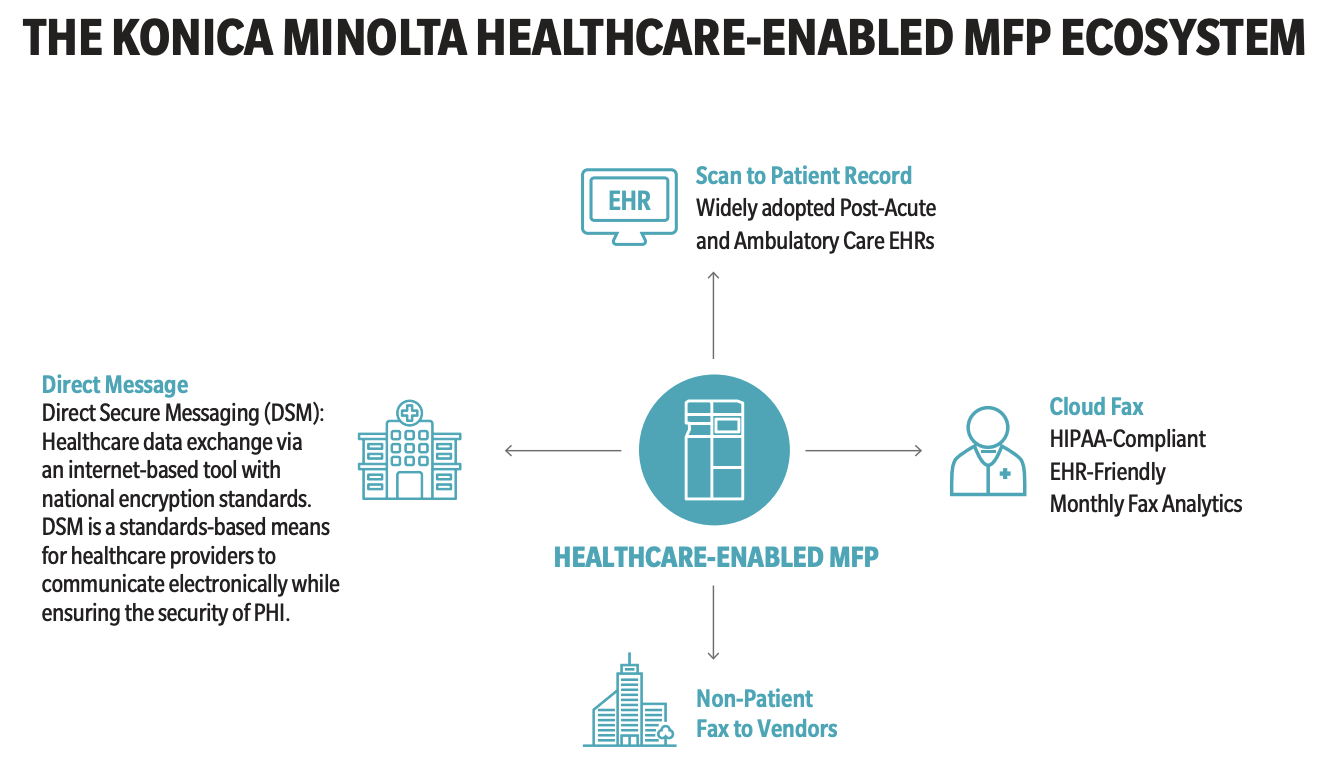 THE KONICA MINOLTA HEALTHCARE-ENABLED MFP ECOSYSTEM
EHR
Scan to Patient Record
Widely adopted Post-Acute
and Ambulatory Care EHRs
Direct Message
Direct Secure Messaging (DSM):
Healthcare data exchange via
an internet-based tool with
national encryption standards.
DSM is a standards-based means
for healthcare providers to
communicate electronically while
ensuring the security of PHI.
Cloud Fax
HIPAA-Compliant
EHR-Friendly
Monthly Fax Analytics
HEALTHCARE-ENABLED MFP
Non-Patient
Fax to Vendors